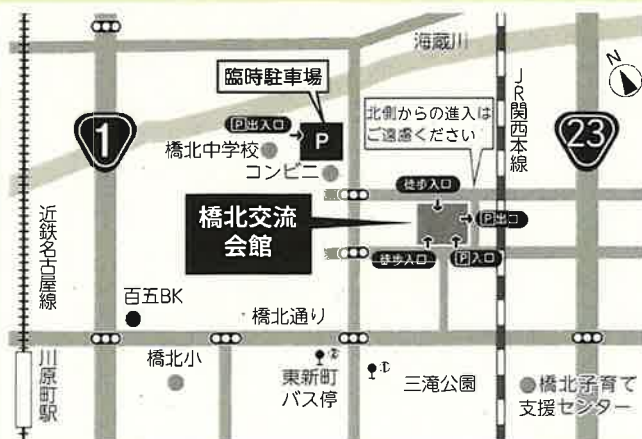 海蔵川
N
臨時駐車場
JR関西本線
1
P出入口
P
北側からの進入は
ご遠慮ください
23
橋北中学校
コンビニ
徒歩入口
橋北交流
会館
P出口
近鉄名古屋線
徒歩入口
P入口
百五BK
橋北通り
川原町駅
橋北小
②
東新町
バス停
①
三滝公園
橋北子育て
支援センター